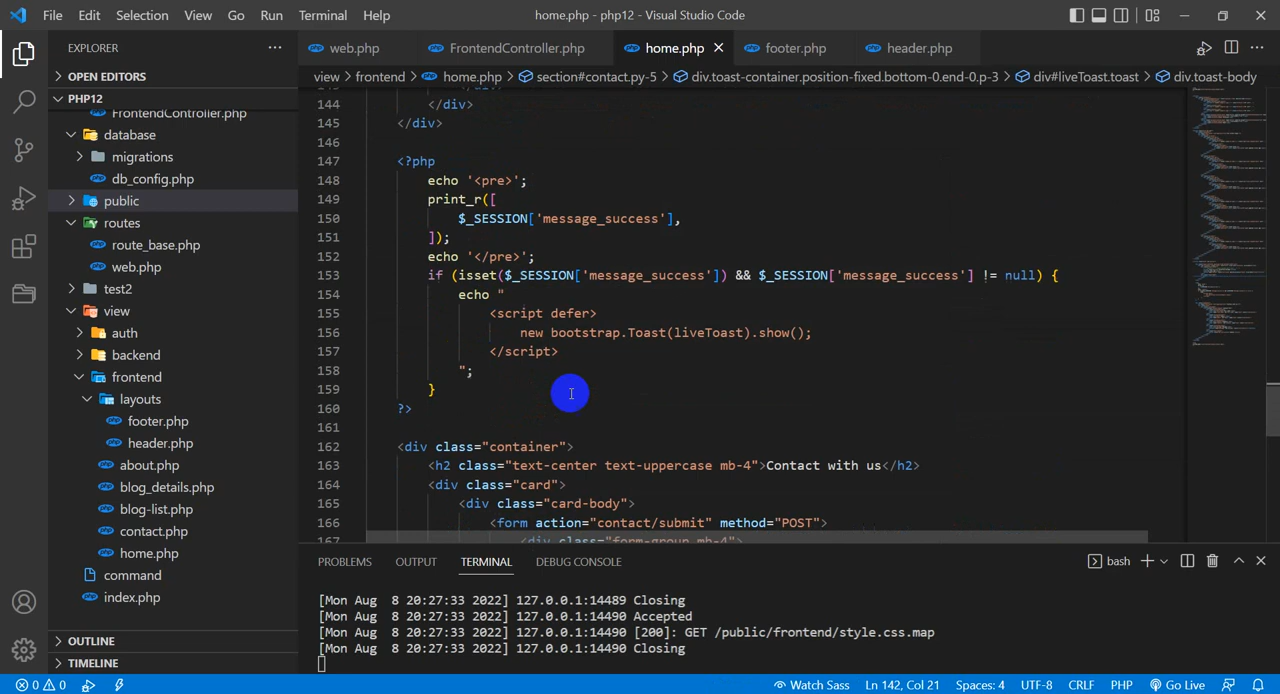 File Edit Selection View Go Run Terminal Help
home.php - php12 - Visual Studio Code
EXPLORER
OPEN EDITORS
PHP12
FrontendController.php
database
migrations
db_config.php
public
routes
route_base.php
web.php
test2
view
auth
backend
frontend
layouts
footer.php
header.php
about.php
blog_details.php
blog-list.php
contact.php
home.php
command
index.php
OUTLINE
TIMELINE
web.php FrontendController.php home.php footer.php header.php
view frontend home.php section#contact.py-5 div.toast-container.position-fixed.bottom-0.end-0.p-3 div#liveToast.toast div.toast-body
143 </div>
144 </div>
145 </div>
146
147 <?php
148 echo '<pre>';
149 print_r([
150 $_SESSION['message_success'],
151 ]);
152 echo '</pre>';
153 if (isset($_SESSION['message_success']) && $_SESSION['message_success'] != null) {
154 echo "
155 <script defer>
156 new bootstrap.Toast(liveToast).show();
157 </script>
158 ";
159 }
160 ?>
161
162 <div class="container">
163 <h2 class="text-center text-uppercase mb-4">Contact with us</h2>
164 <div class="card">
165 <div class="card-body">
166 <form action="contact/submit" method="POST">
167 <div class="form-group mb-4">
PROBLEMS OUTPUT TERMINAL DEBUG CONSOLE
bash
[Mon Aug 8 20:27:33 2022] 127.0.0.1:14489 Closing
[Mon Aug 8 20:27:33 2022] 127.0.0.1:14490 Accepted
[Mon Aug 8 20:27:33 2022] 127.0.0.1:14490 [200]: GET /public/frontend/style.css.map
[Mon Aug 8 20:27:33 2022] 127.0.0.1:14490 Closing
0 0 Watch Sass Ln 142, Col 21 Spaces: 4 UTF-8 CRLF PHP Go Live